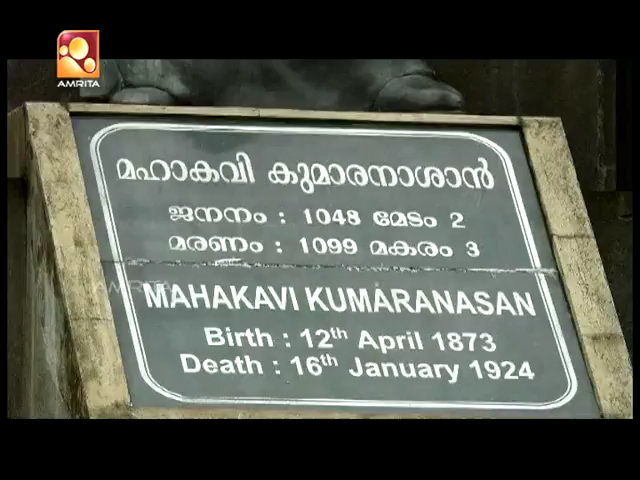 AMRITA
മഹാകവി കുമാരനാശാൻ
ജനനം : 1048 മേടം 2
മരണം : 1099 മകരം 3
AMRITA
MAHAKAVI KUMARANASAN
Birth : 12th April 1873
Death : 16th January 1924